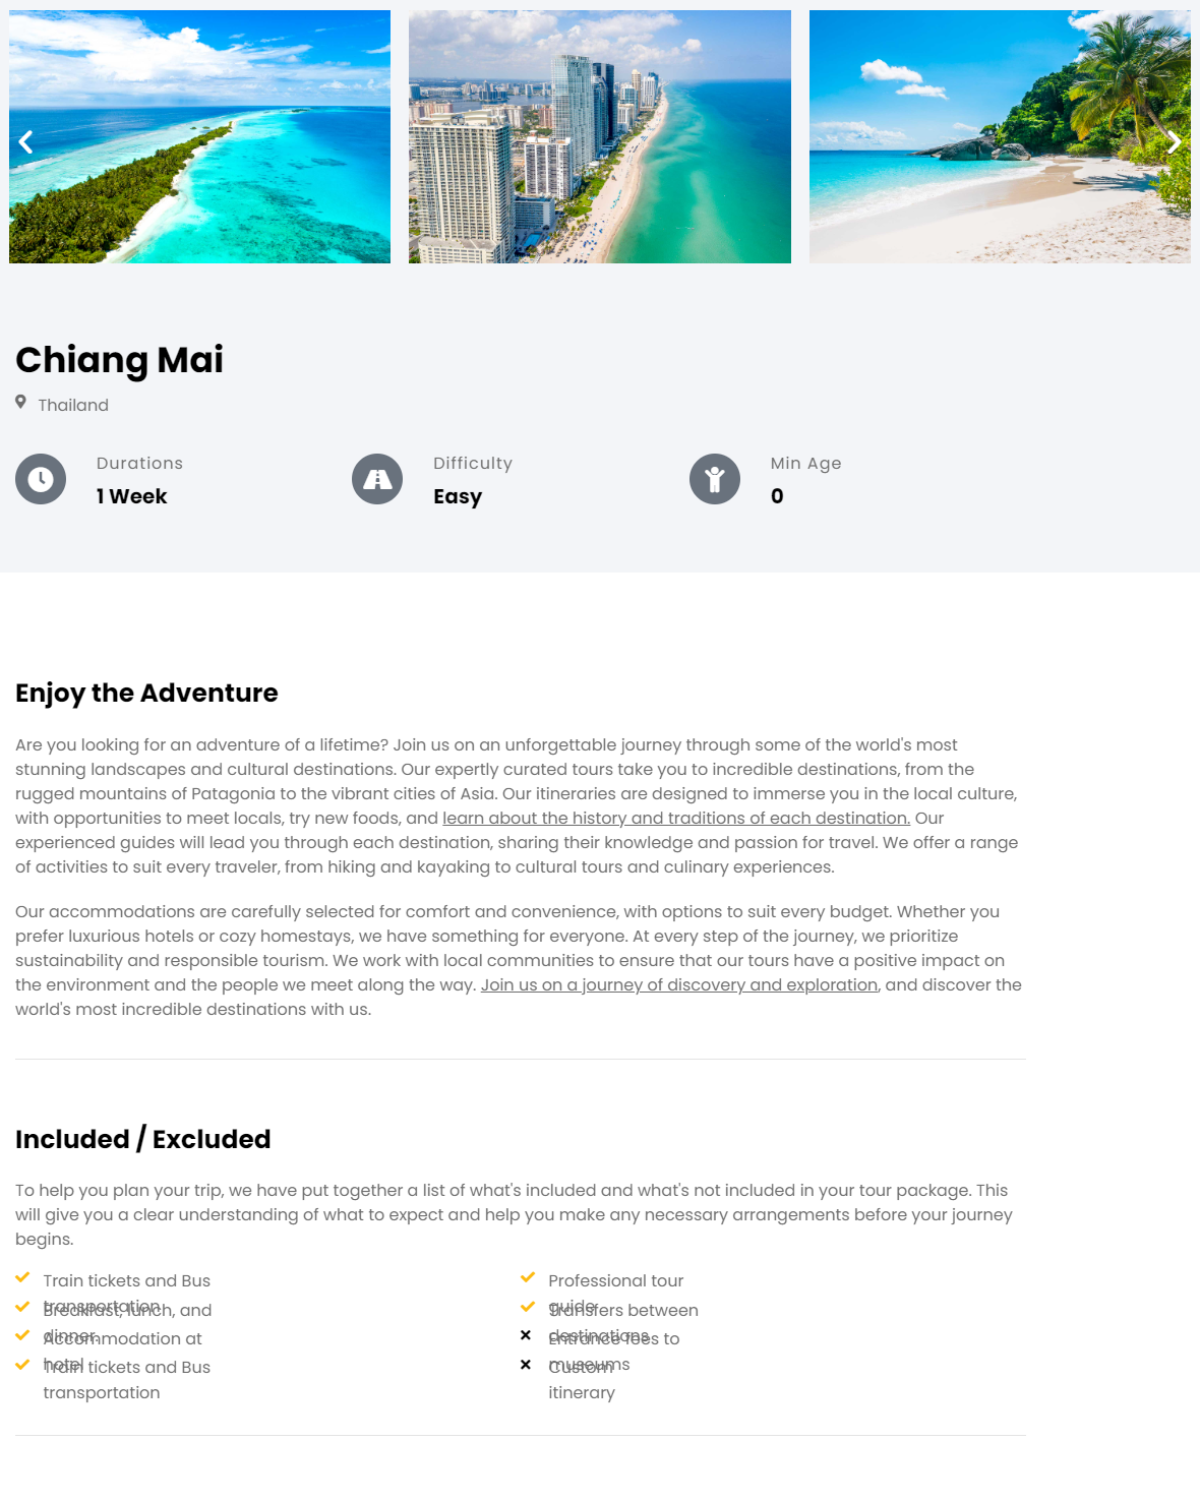 Chiang Mai
Thailand
Durations
1 Week
Difficulty
Easy
Min Age
0
Enjoy the Adventure
Are you looking for an adventure of a lifetime? Join us on an unforgettable journey through some of the world's most
stunning landscapes and cultural destinations. Our expertly curated tours take you to incredible destinations, from the
rugged mountains of Patagonia to the vibrant cities of Asia. Our itineraries are designed to immerse you in the local culture,
with opportunities to meet locals, try new foods, and learn about the history and traditions of each destination. Our
experienced guides will lead you through each destination, sharing their knowledge and passion for travel. We offer a range
of activities to suit every traveler, from hiking and kayaking to cultural tours and culinary experiences.
Our accommodations are carefully selected for comfort and convenience, with options to suit every budget. Whether you
prefer luxurious hotels or cozy homestays, we have something for everyone. At every step of the journey, we prioritize
sustainability and responsible tourism. We work with local communities to ensure that our tours have a positive impact on
the environment and the people we meet along the way. Join us on a journey of discovery and exploration, and discover the
world's most incredible destinations with us.
Included / Excluded
To help you plan your trip, we have put together a list of what's included and what's not included in your tour package. This
will give you a clear understanding of what to expect and help you make any necessary arrangements before your journey
begins.
Train tickets and Bus
transportation
Breakfast, lunch, and
dinner.
Accommodation at
hotel
Train tickets and Bus
transportation
Professional tour
guide
Transfers between
destinations
Entrance fees to
museums
Custom
itinerary